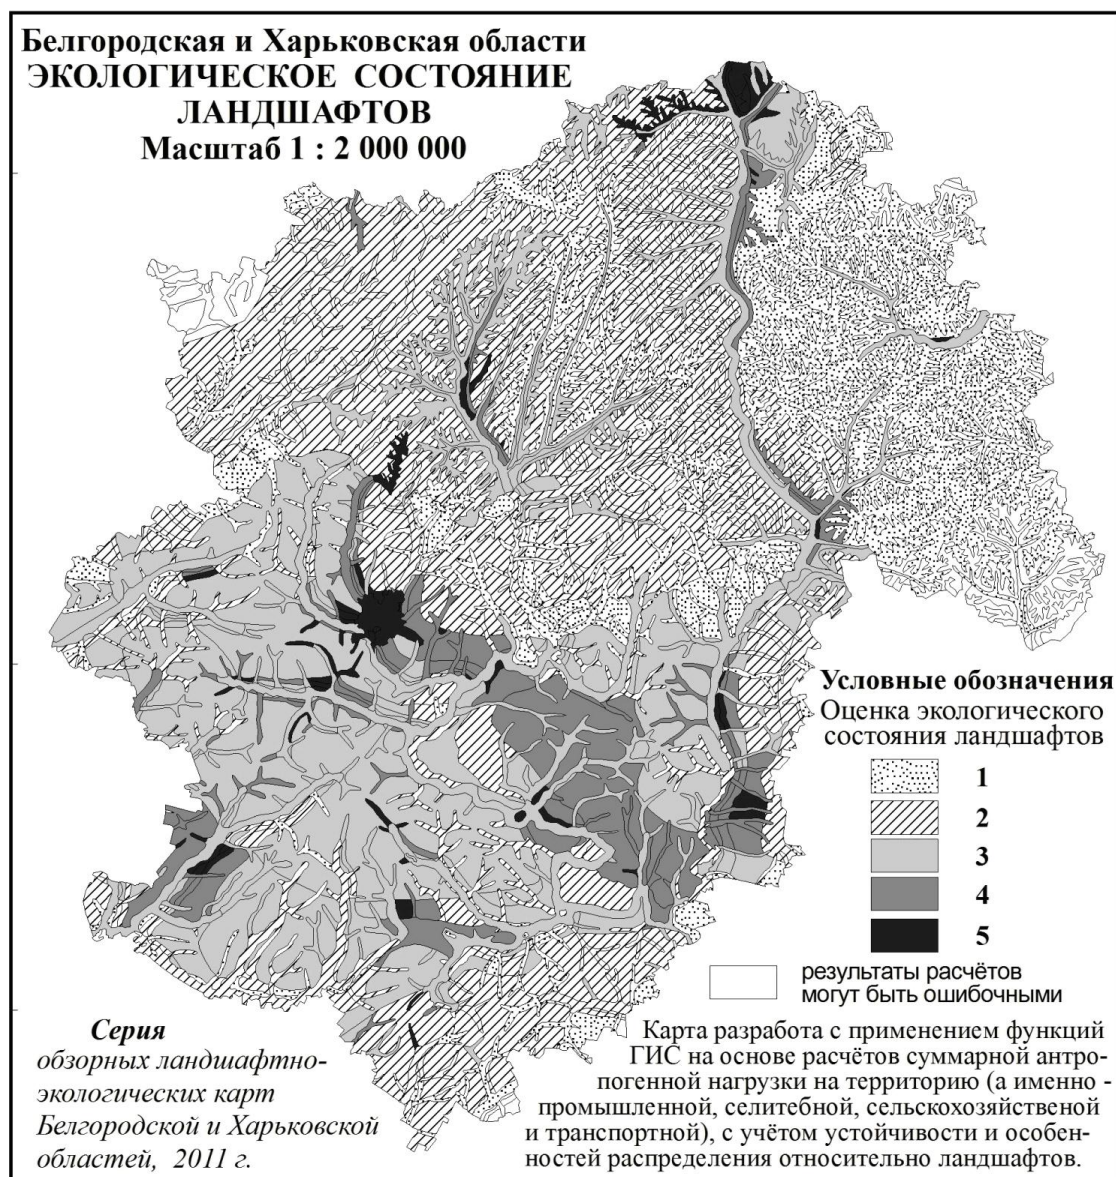 Белгородская и Харьковская области
ЭКОЛОГИЧЕСКОЕ СОСТОЯНИЕ
ЛАНДШАФТОВ
Масштаб 1 : 2 000 000
Условные обозначения
Оценка экологического
состояния ландшафтов
1
2
3
4
5
результаты расчётов
могут быть ошибочными
Серия
обзорных ландшафтно-
экологических карт
Белгородской и Харьковской
областей, 2011 г.
Карта разработа с применением функций
ГИС на основе расчётов суммарной антро-
погенной нагрузки на территорию (а именно -
промышленной, селитебной, сельскохозяйственой
и транспортной), с учётом устойчивости и особен-
ностей распределения относительно ландшафтов.